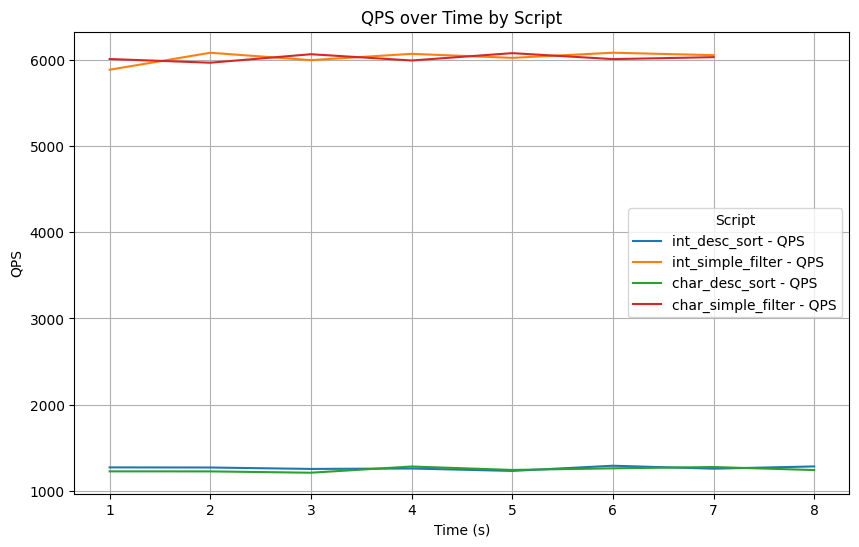 QPS over Time by Script
6000
5000
4000
3000
2000
1000
QPS
Script
int_desc_sort - QPS
int_simple_filter - QPS
char_desc_sort - QPS
char_simple_filter - QPS
1 2 3 4 5 6 7 8
Time (s)